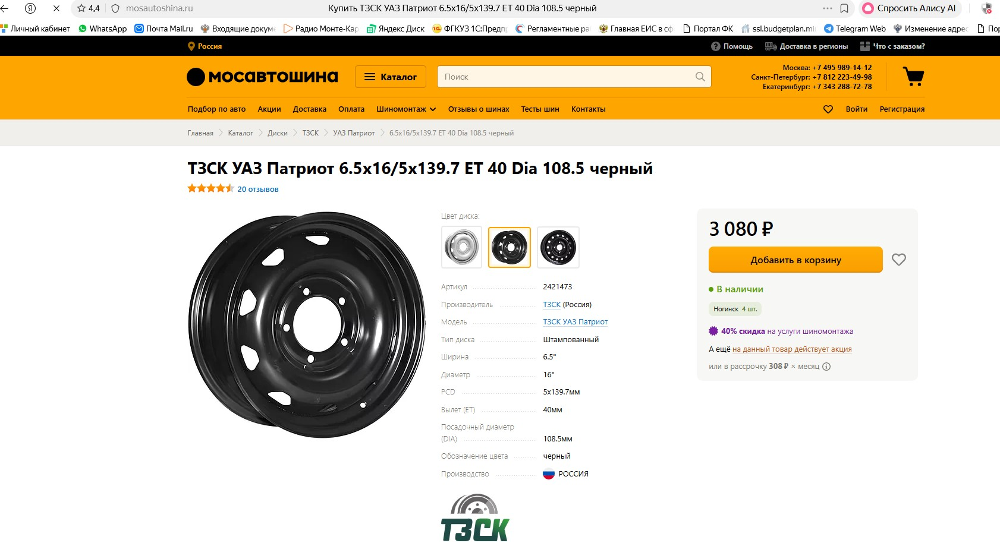 Я
4,4
mosautoshina.ru
Купить ТЗСК УАЗ Патриот 6.5x16/5x139.7 ET 40 Dia 108.5 черный
Спросить Алису AI
Личный кабинет
WhatsApp
Почта Mail.ru
Входящие докум
Радио Монте-Кар
Яндекс Диск
ФГКУЗ 1С:Предп
Регламентные ра
Главная ЕИС в сф
Портал ФК
ssl.budgetplan.mi
Telegram Web
Изменение адрес
Пор
Россия
Помощь
Доставка в регионы
Что с заказом?
МОСАВТОШИНА
Каталог
Поиск
Москва: +7 495 989-14-12
Санкт-Петербург: +7 812 223-49-98
Екатеринбург: +7 343 288-72-78
Подбор по авто
Акции
Доставка
Оплата
Шиномонтаж
Отзывы о шинах
Тесты шин
Контакты
Войти
Регистрация
Главная
Каталог
Диски
ТЗСК
УАЗ Патриот
6.5x16/5x139.7 ET 40 Dia 108.5 черный
ТЗСК УАЗ Патриот 6.5x16/5x139.7 ET 40 Dia 108.5 черный
20 отзывов
Цвет диска:
Артикул 2421473
Производитель ТЗСК (Россия)
Модель ТЗСК УАЗ Патриот
Тип диска Штампованный
Ширина 6.5"
Диаметр 16"
PCD 5x139.7мм
Вылет (ET) 40мм
Посадочный диаметр
(DIA) 108.5мм
Обозначение цвета черный
Производство РОССИЯ
ТЗСК
3 080 ₽
Добавить в корзину
В наличии
Ногинск 4 шт.
40% скидка на услуги шиномонтажа
А ещё на данный товар действует акция
или в рассрочку 308 ₽ × месяц